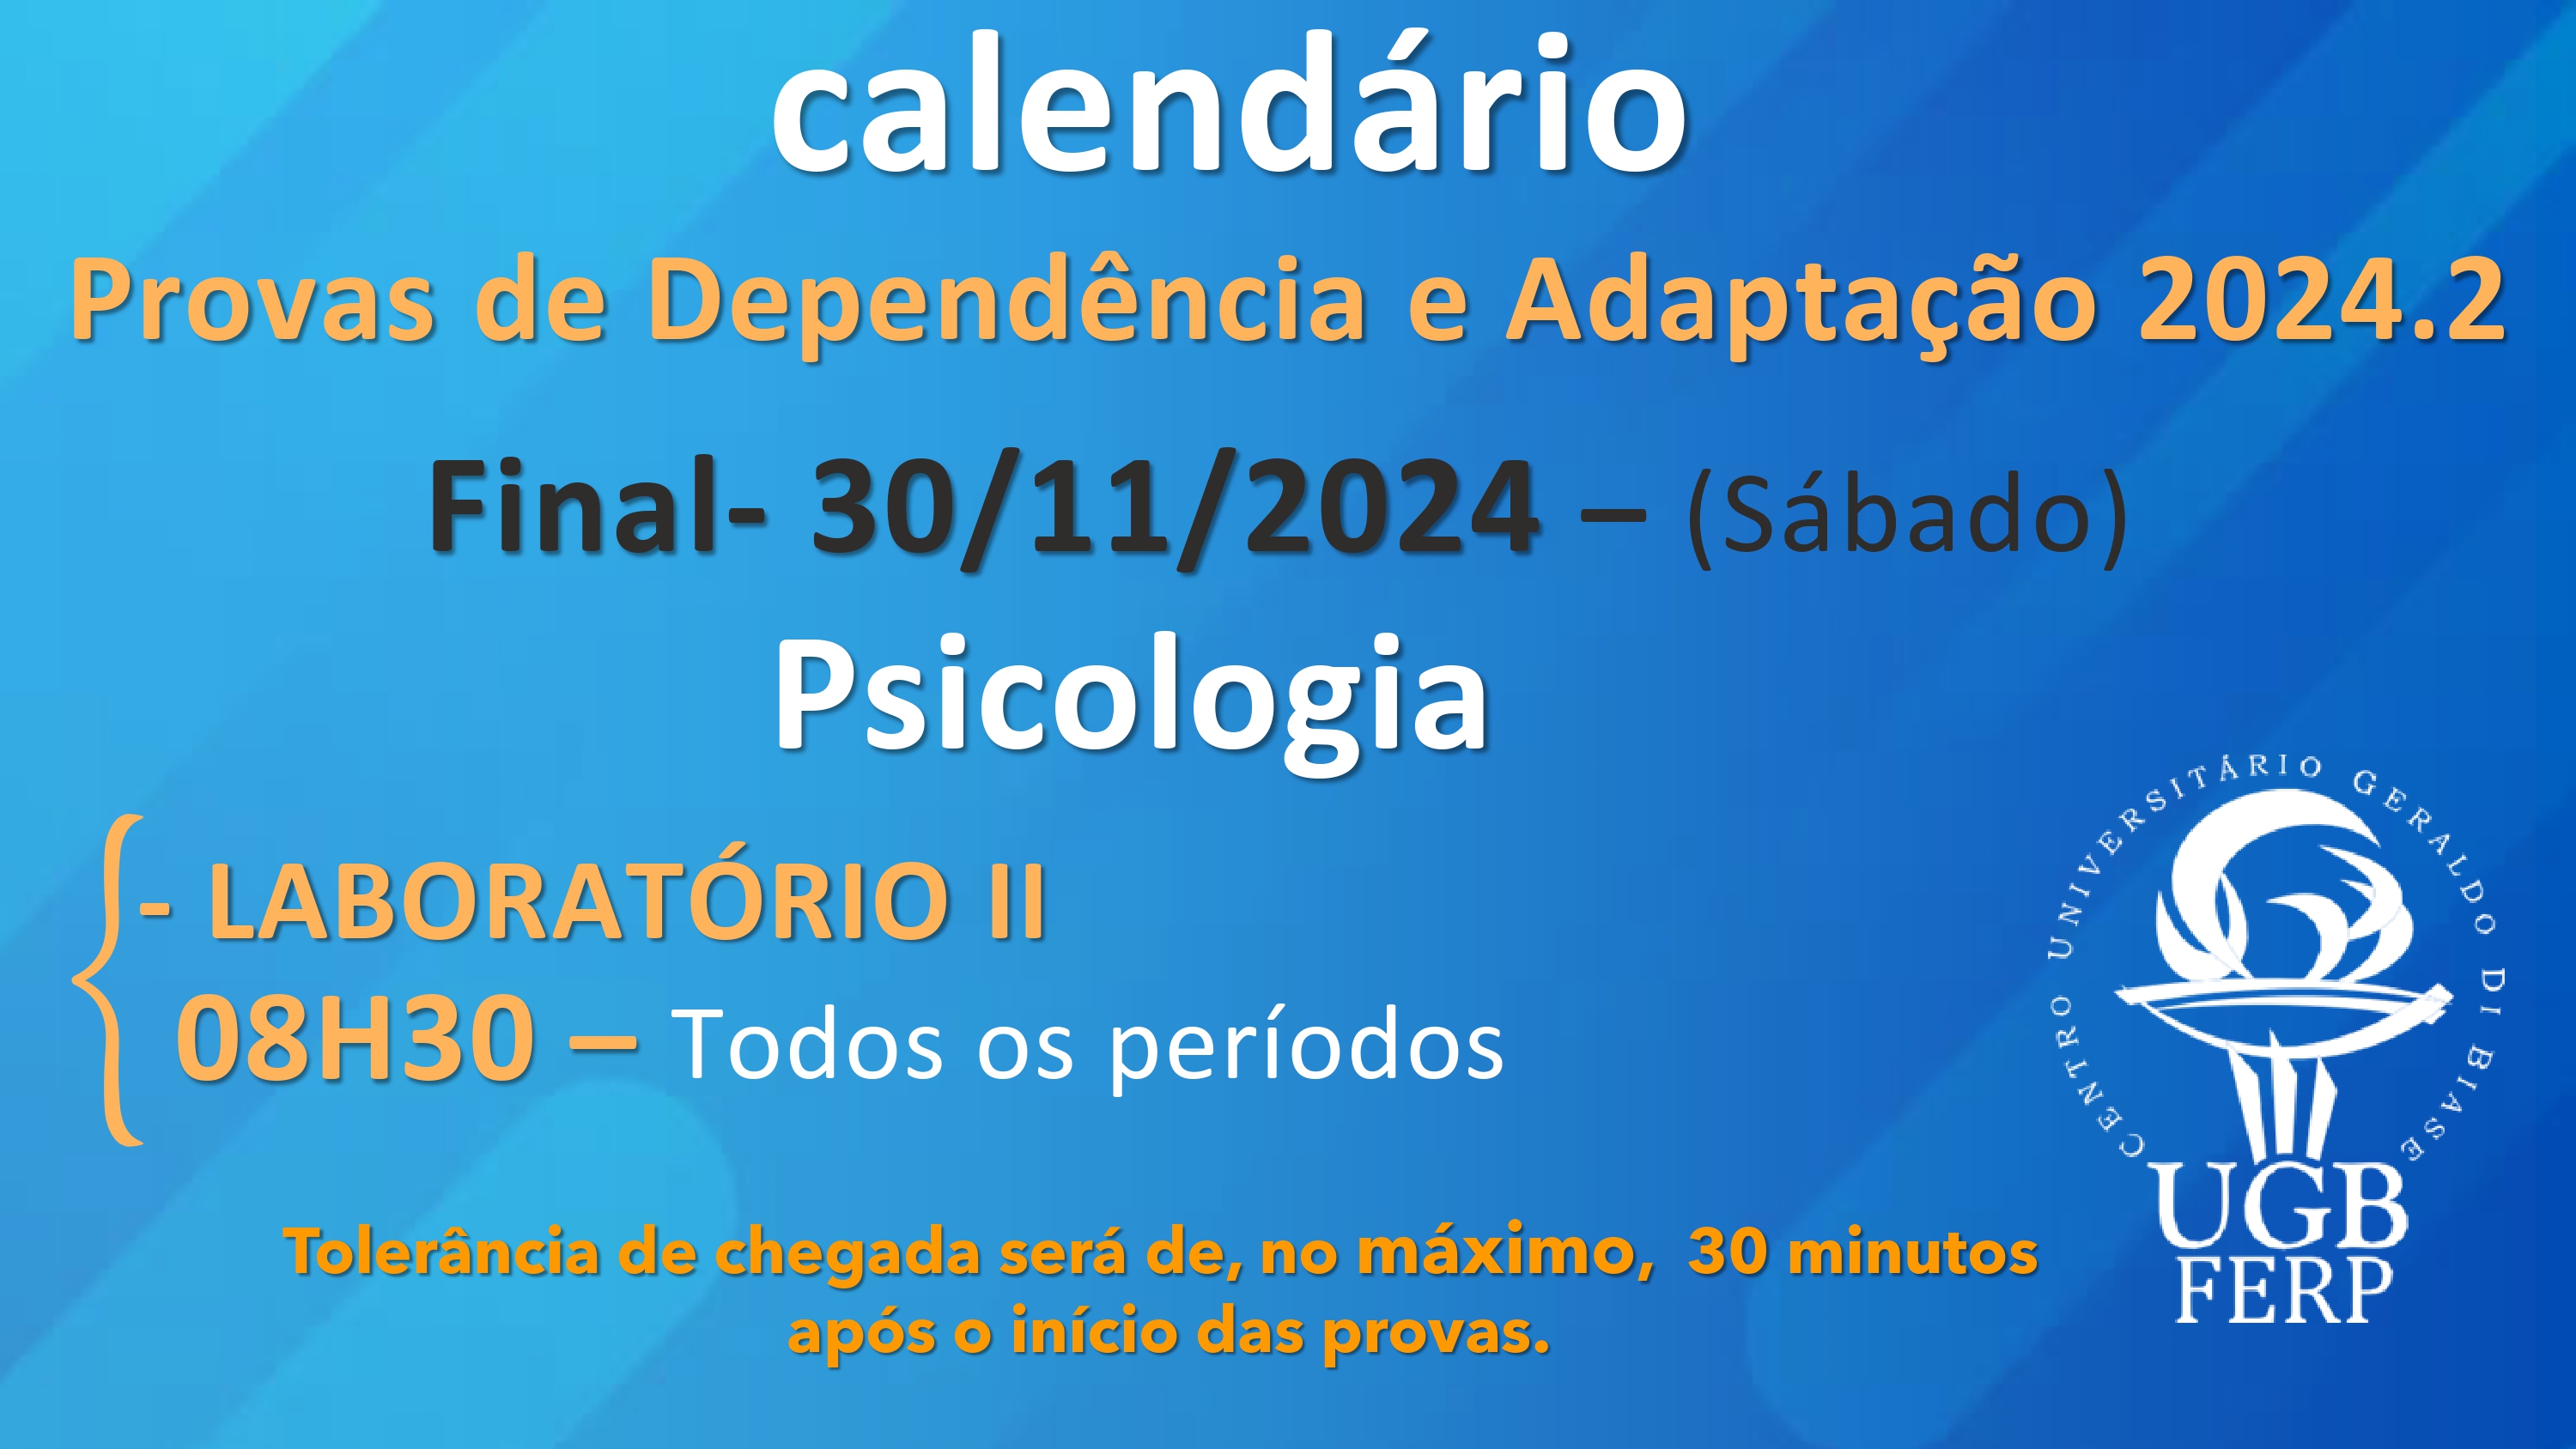 calendário
Provas de Dependência e Adaptação 2024.2
Final- 30/11/2024 – (Sábado)
Psicologia
- LABORATÓRIO II
08H30 – Todos os períodos
Tolerância de chegada será de, no máximo, 30 minutos
após o início das provas.
CENTRO UNIVERSITÁRIO GERALDO DI BIASE
UGB
FERP